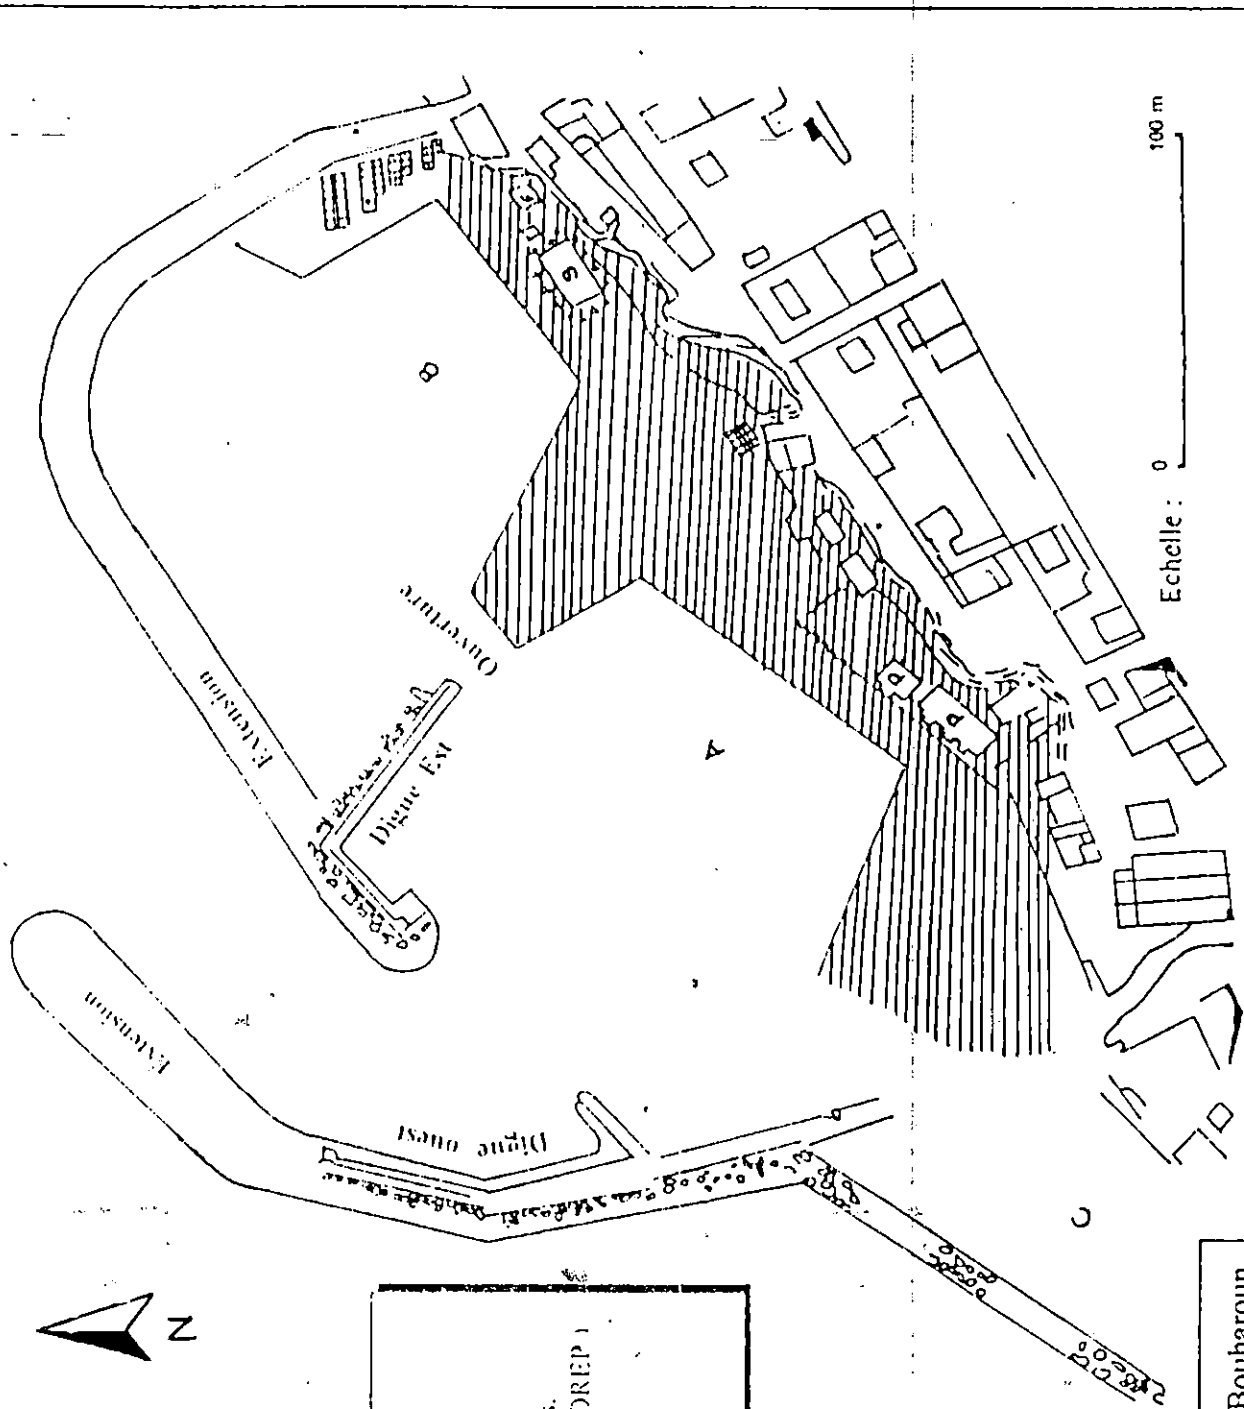 Extension
Extension
Ouverture
Digue Est
Digue ouest
A
B
C
G
P
P
N
OREP
Echelle :
0
100 m
Bouharoun